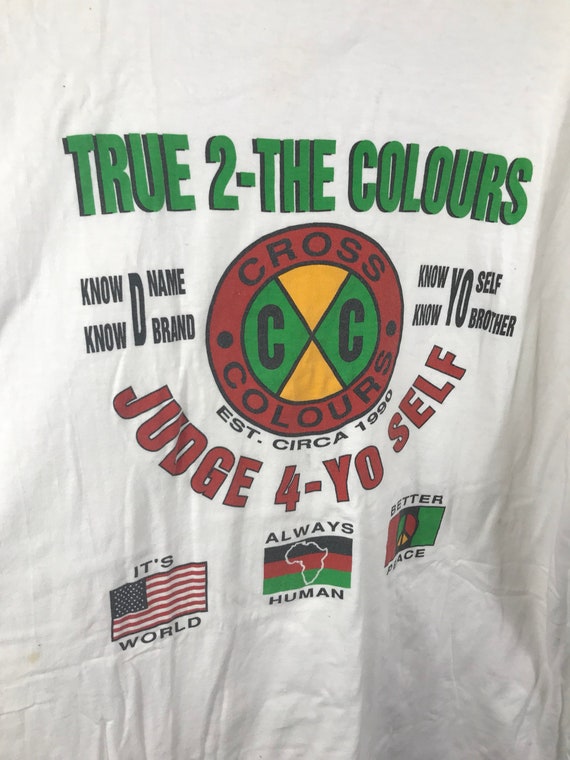 TRUE 2-THE COLOURS
KNOW D NAME
KNOW D BRAND
CROSS
C C
COLOURS
EST. CIRCA 1990
KNOW YO SELF
KNOW YO BROTHER
JUDGE 4-YO SELF
IT'S
WORLD
ALWAYS
HUMAN
BETTER
PEACE